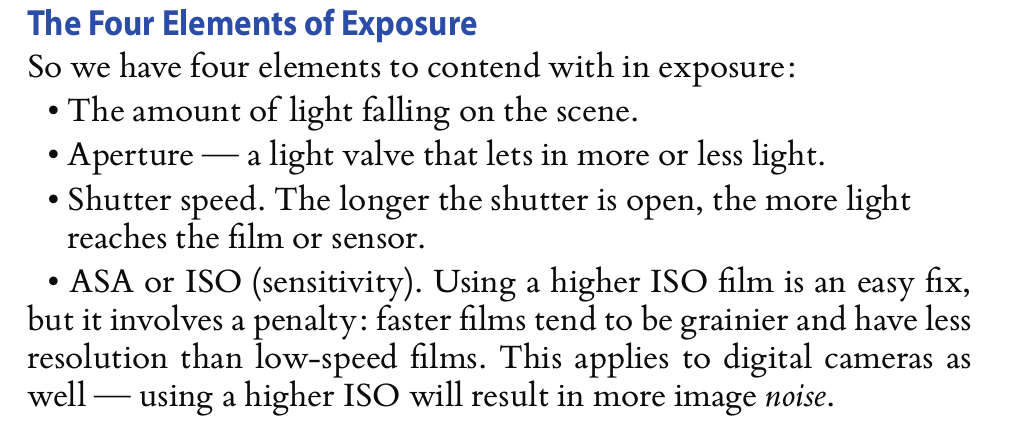 The Four Elements of Exposure
So we have four elements to contend with in exposure:
• The amount of light falling on the scene.
• Aperture — a light valve that lets in more or less light.
• Shutter speed. The longer the shutter is open, the more light
reaches the film or sensor.
• ASA or ISO (sensitivity). Using a higher ISO film is an easy fix,
but it involves a penalty: faster films tend to be grainier and have less
resolution than low-speed films. This applies to digital cameras as
well — using a higher ISO will result in more image noise.